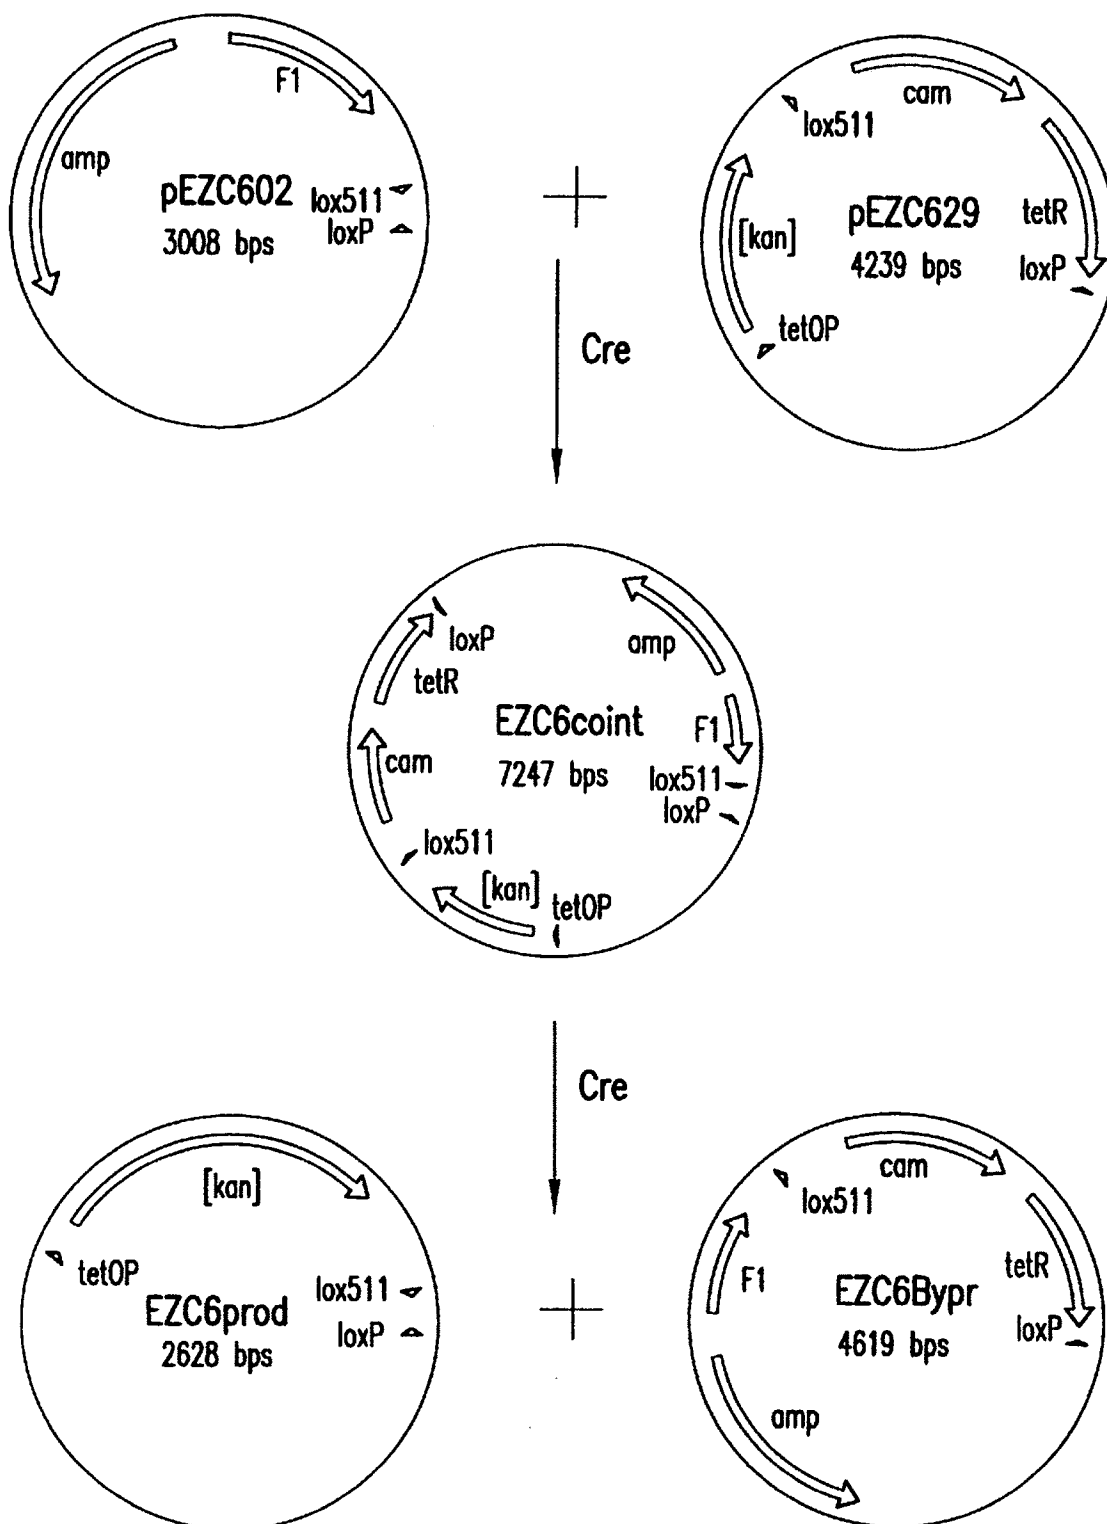 F1
amp
pEZC602
3008 bps
lox511
loxP
+
cam
lox511
[kan]
pEZC629
4239 bps
tetR
loxP
tetOP
Cre
loxP
tetR
amp
EZC6coint
7247 bps
F1
cam
lox511
loxP
lox511
[kan]
tetOP
Cre
[kan]
tetOP
EZC6prod
2628 bps
lox511
loxP
+
cam
lox511
F1
tetR
EZC6Bypr
4619 bps
loxP
amp